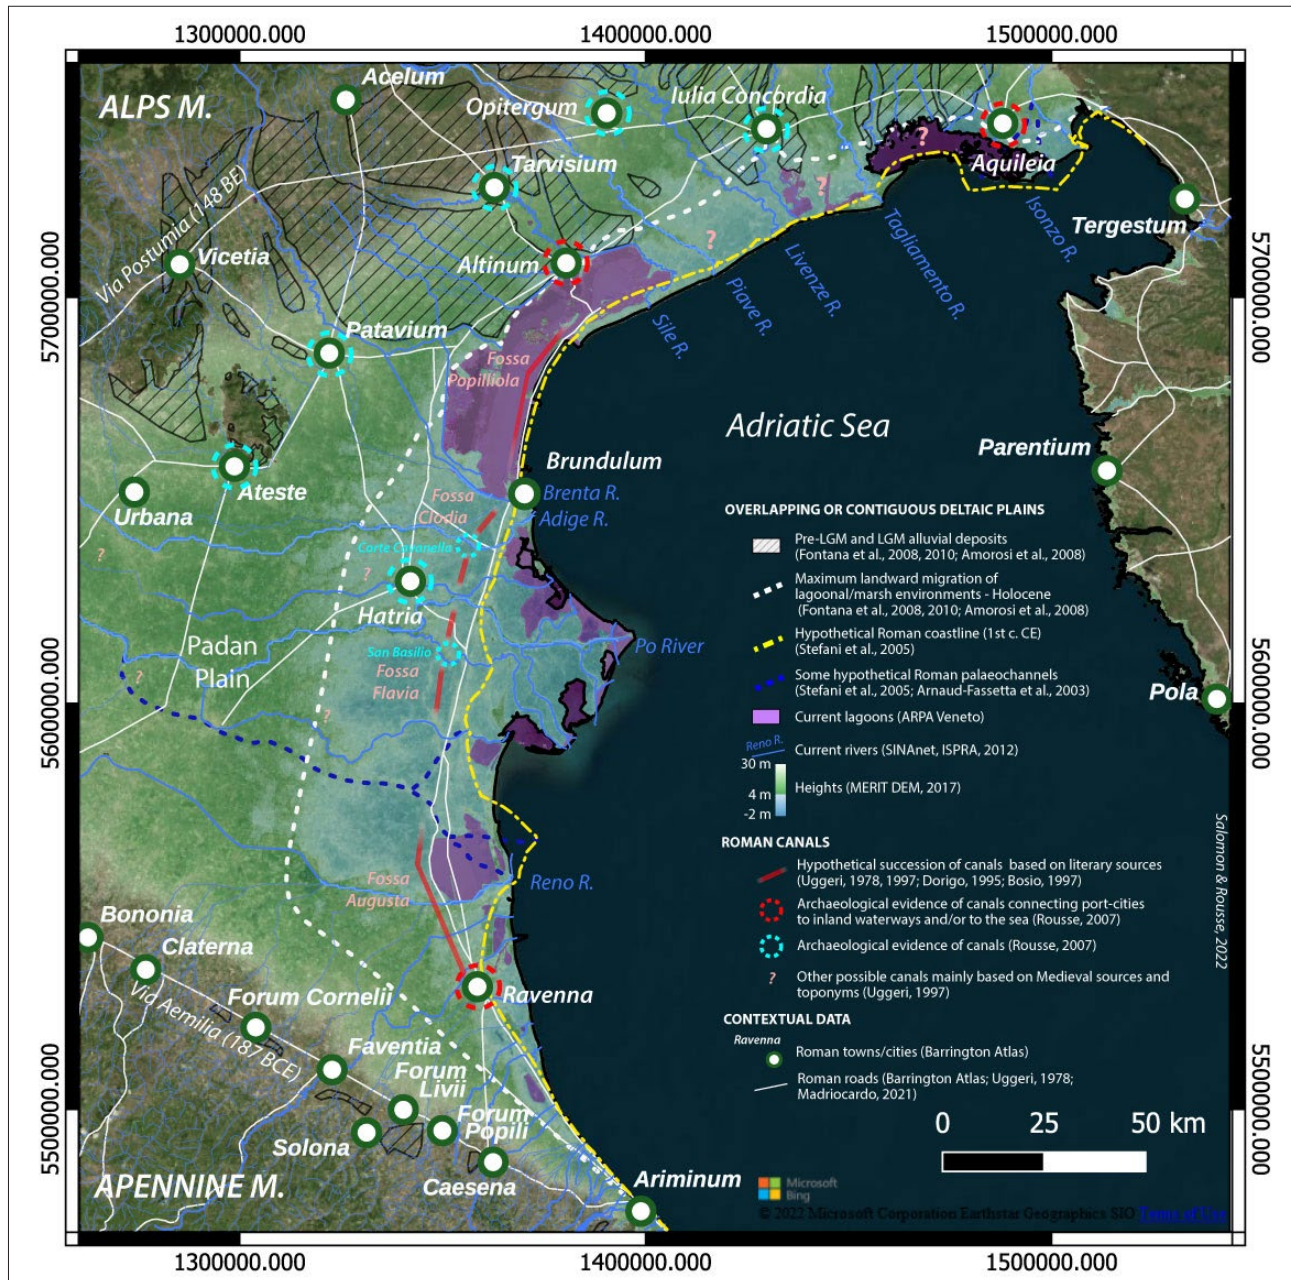 1300000.000
1400000.000
1500000.000
Acelum
ALPS M.
Opitergum
Iulia Concordia
?
Aquileia
Tarvisium
?
Isonzo R.
Tergestum
Via Postumia (148 BE)
Vicetia
Altinum
?
Tagliamento R.
Livenze R.
Piave R.
Sile R.
5700000.000
5700000.000
Patavium
Fossa
Popilliola
Adriatic Sea
Parentium
Brundulum
Ateste
Urbana
Fossa
Clodia
Brenta R.
Adige R.
?
Corte Cavanella
?
Hatria
Padan
Plain
San Basilio
Fossa
Flavia
Po River
?
?
5600000.000
5600000.000
Pola
OVERLAPPING OR CONTIGUOUS DELTAIC PLAINS
Pre-LGM and LGM alluvial deposits
(Fontana et al., 2008, 2010; Amorosi et al., 2008)
Maximum landward migration of
lagoonal/marsh environments - Holocene
(Fontana et al., 2008, 2010; Amorosi et al., 2008)
Hypothetical Roman coastline (1st c. CE)
(Stefani et al., 2005)
Some hypothetical Roman palaeochannels
(Stefani et al., 2005; Arnaud-Fassetta et al., 2003)
Current lagoons (ARPA Veneto)
Reno R.
Current rivers (SINAnet, ISPRA, 2012)
30 m
4 m
-2 m
Heights (MERIT DEM, 2017)
ROMAN CANALS
Hypothetical succession of canals based on literary sources
(Uggeri, 1978, 1997; Dorigo, 1995; Bosio, 1997)
Archaeological evidence of canals connecting port-cities
to inland waterways and/or to the sea (Rousse, 2007)
Archaeological evidence of canals (Rousse, 2007)
?
Other possible canals mainly based on Medieval sources and
toponyms (Uggeri, 1997)
CONTEXTUAL DATA
Ravenna
Roman towns/cities (Barrington Atlas)
Roman roads (Barrington Atlas; Uggeri, 1978;
Madriocardo, 2021)
Salomon & Rousse, 2022
Fossa
Augusta
Reno R.
Bononia
Claterna
Via Aemilia (187 BCE)
Forum Cornelii
Ravenna
Faventia
Forum
Livii
Forum
Popili
Solona
Caesena
5500000.000
5500000.000
APENNINE M.
Ariminum
0 25 50 km
Microsoft
Bing
© 2022 Microsoft Corporation Earthstar Geographics SIO Terms of Use
1300000.000
1400000.000
1500000.000